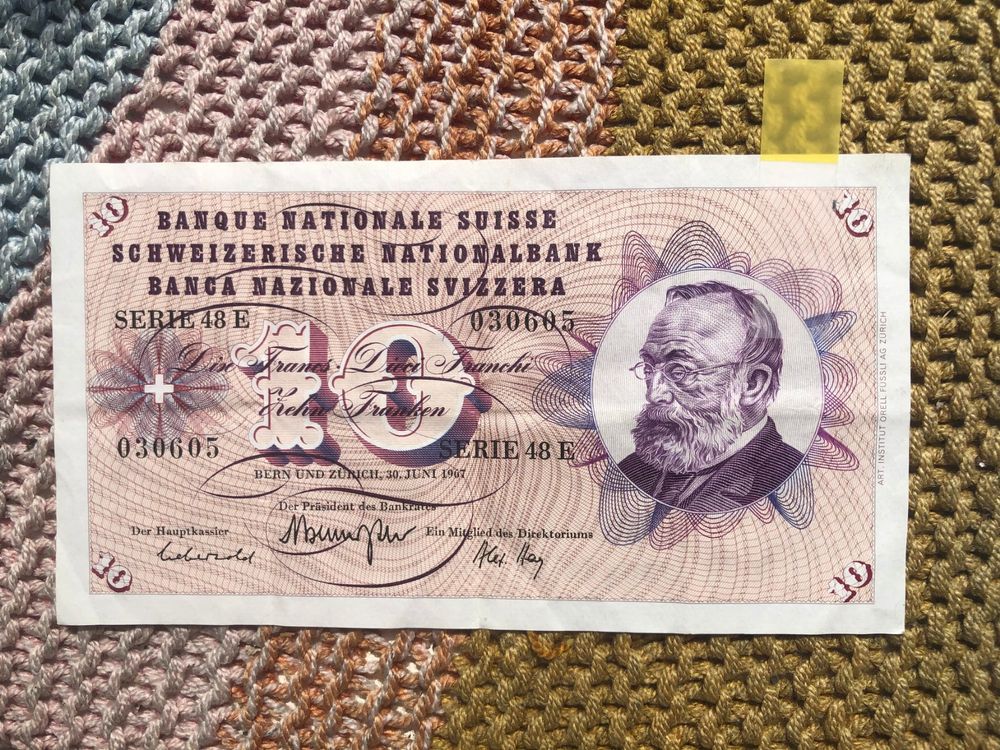 10
10
BANQUE NATIONALE SUISSE
SCHWEIZERISCHE NATIONALBANK
BANCA NAZIONALE SVIZZERA
SERIE 48 E
030605
10
Dix Francs · Dieci Franchi
Zehn Franken
030605
SERIE 48 E
BERN UND ZÜRICH, 30. JUNI 1967
Der Präsident des Bankrates
Der Hauptkassier
Ein Mitglied des Direktoriums
Alex. Hay
10
10
ART. INSTITUT ORELL FÜSSLI AG. ZÜRICH